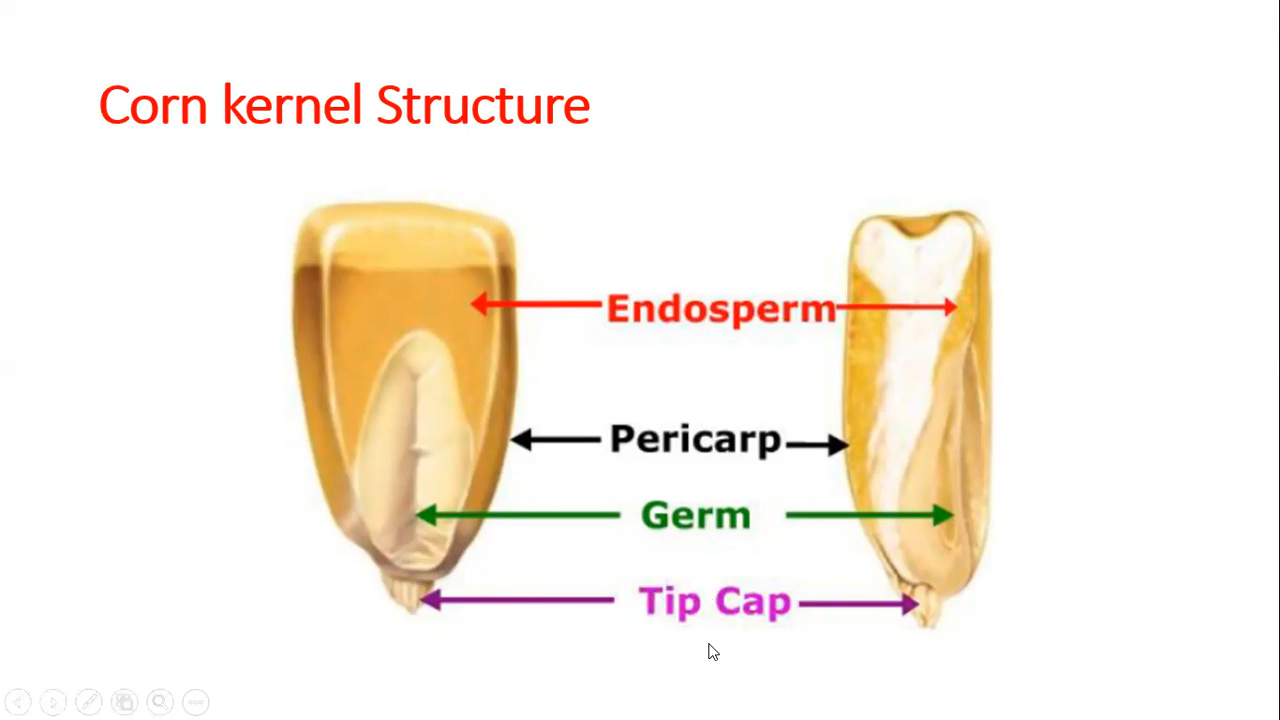 Corn kernel Structure
Endosperm
Pericarp
Germ
Tip Cap